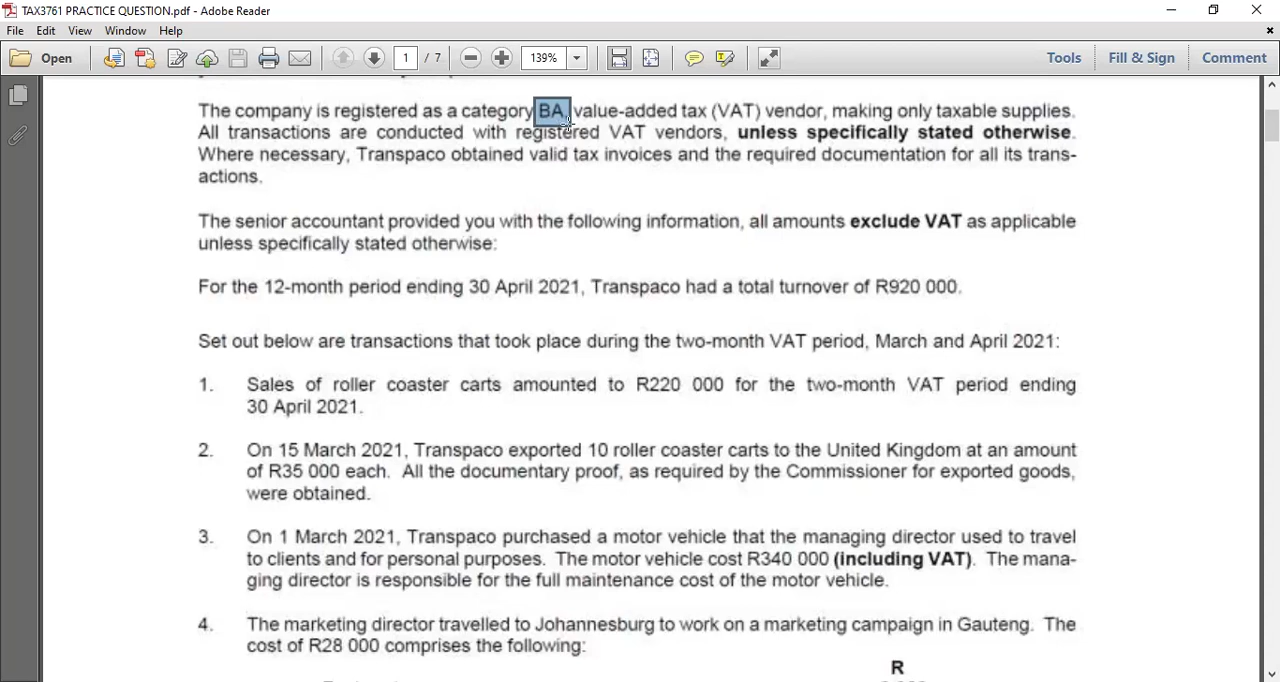 TAX3761 PRACTICE QUESTION.pdf - Adobe Reader
File Edit View Window Help
Open 1 / 7 139% Tools Fill & Sign Comment
The company is registered as a category BA, value-added tax (VAT) vendor, making only taxable supplies.
All transactions are conducted with registered VAT vendors, unless specifically stated otherwise.
Where necessary, Transpaco obtained valid tax invoices and the required documentation for all its trans-
actions.
The senior accountant provided you with the following information, all amounts exclude VAT as applicable
unless specifically stated otherwise:
For the 12-month period ending 30 April 2021, Transpaco had a total turnover of R920 000.
Set out below are transactions that took place during the two-month VAT period, March and April 2021:
1. Sales of roller coaster carts amounted to R220 000 for the two-month VAT period ending
30 April 2021.
2. On 15 March 2021, Transpaco exported 10 roller coaster carts to the United Kingdom at an amount
of R35 000 each. All the documentary proof, as required by the Commissioner for exported goods,
were obtained.
3. On 1 March 2021, Transpaco purchased a motor vehicle that the managing director used to travel
to clients and for personal purposes. The motor vehicle cost R340 000 (including VAT). The mana-
ging director is responsible for the full maintenance cost of the motor vehicle.
4. The marketing director travelled to Johannesburg to work on a marketing campaign in Gauteng. The
cost of R28 000 comprises the following:
R